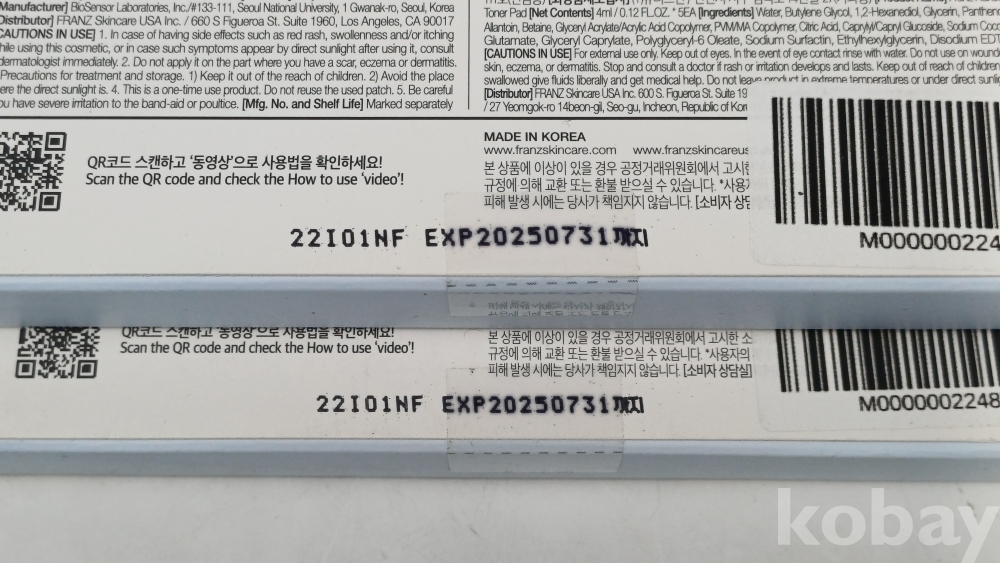 Manufacturer] BioSensor Laboratories, Inc./#133-111, Seoul National University, 1 Gwanak-ro, Seoul, Korea
Distributor] FRANZ Skincare USA Inc. / 660 S Figueroa St. Suite 1960, Los Angeles, CA 90017
CAUTIONS IN USE] 1. In case of having side effects such as red rash, swollenness and/or itching
hile using this cosmetic, or in case such symptoms appear by direct sunlight after using it, consult
dermatologist immediately. 2. Do not apply it on the part where you have a scar, eczema or dermatitis.
Precautions for treatment and storage. 1) Keep it out of the reach of children. 2) Avoid the place
ere the direct sunlight is. 4. This is a one-time use product. Do not reuse the used patch. 5. Be careful
ou have severe irritation to the band-aid or poultice. [Mfg. No. and Shelf Life] Marked separately
Toner Pad [Net Contents] 4ml / 0.12 FL.OZ. * 5EA [Ingredients] Water, Butylene Glycol, 1,2-Hexanediol, Glycerin, Panthen
Allantoin, Betaine, Glyceryl Acrylate/Acrylic Acid Copolymer, PVM/MA Copolymer, Citric Acid, Caprylyl/Capryl Glucoside, Sodium Coco
Glutamate, Glyceryl Caprylate, Polyglyceryl-6 Oleate, Sodium Surfactin, Ethylhexylglycerin, Disodium EDT
[CAUTIONS IN USE] For external use only. Keep out of eyes. In the event of eye contact rinse with water. Do not use on wound
skin, eczema, or dermatitis. Stop and consult a doctor if rash or irritation develops and lasts. Keep out of reach of children
swallowed give fluids liberally and get medical help. Do not leave product in extreme temperatures or under direct sunli
[Distributor] FRANZ Skincare USA Inc. 600 S. Figueroa St. Suite 19
/ 27 Yeomgok-ro 14beon-gil, Seo-gu, Incheon, Republic of Kor
MADE IN KOREA
www.franzskincare.com www.franzskincareus
본 상품에 이상이 있을 경우 공정거래위원회에서 고시한
규정에 의해 교환 또는 환불 받으실 수 있습니다. *사용자
피해 발생 시에는 당사가 책임지지 않습니다. [소비자 상담
QR코드 스캔하고 '동영상'으로 사용법을 확인하세요!
Scan the QR code and check the How to use 'video'!
22I01NF EXP20250731까지
M000000224
QR코드 스캔하고 '동영상'으로 사용법을 확인하세요!
Scan the QR code and check the How to use 'video'!
본 상품에 이상이 있을 경우 공정거래위원회에서 고시한 소
규정에 의해 교환 또는 환불 받으실 수 있습니다. *사용자의
피해 발생 시에는 당사가 책임지지 않습니다. [소비자 상담실]
22I01NF EXP20250731까지
M0000002248
kobay